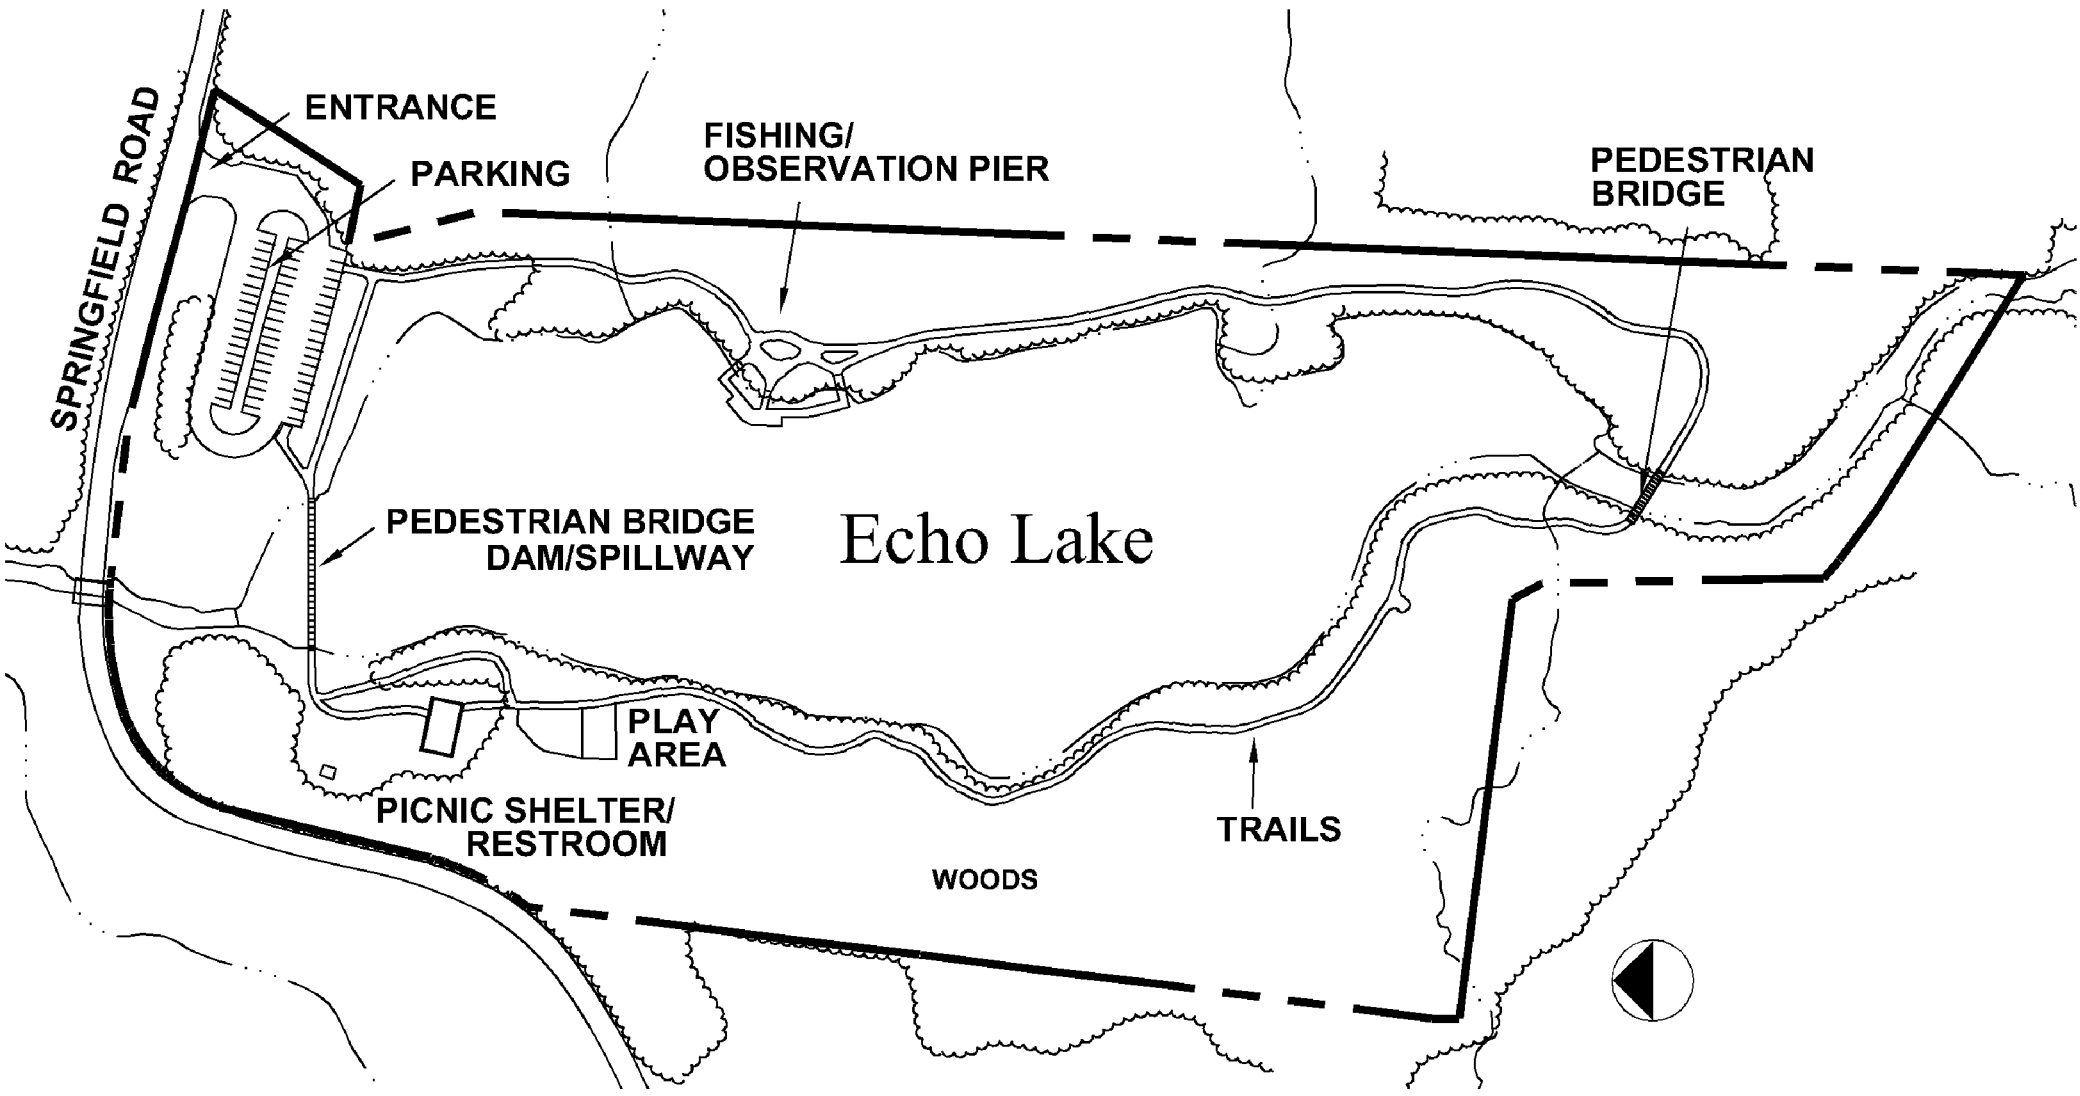 ENTRANCE
PARKING
SPRINGFIELD ROAD
FISHING/
OBSERVATION PIER
PEDESTRIAN
BRIDGE
PEDESTRIAN BRIDGE
DAM/SPILLWAY
Echo Lake
PLAY
AREA
PICNIC SHELTER/
RESTROOM
TRAILS
WOODS